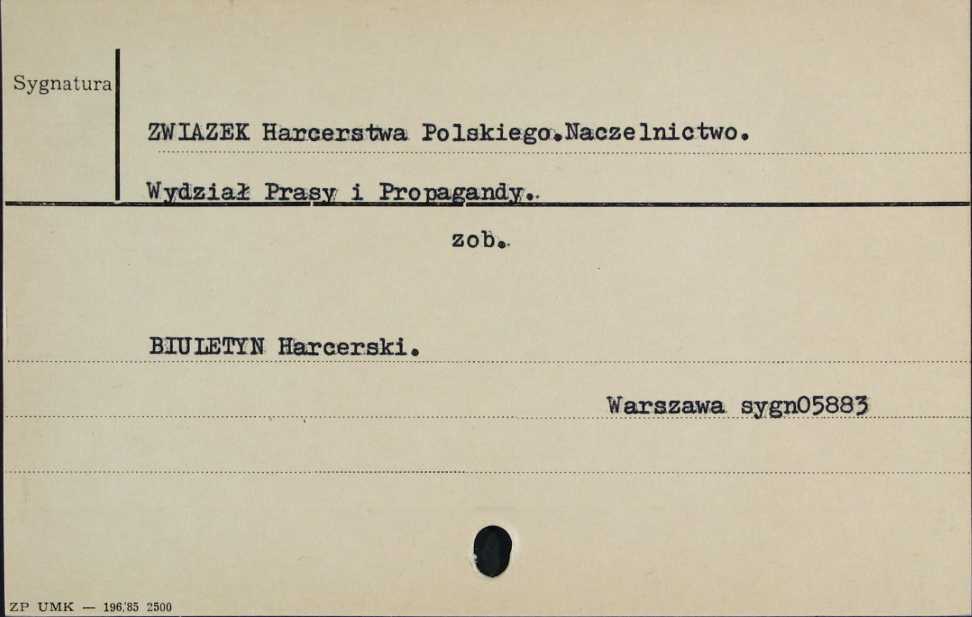 Sygnatura
ZWIAZEK Harcerstwa Polskiego.Naczelnictwo.
Wydział Prasy i Propagandy.
zob.
BIULETYN Harcerski.
Warszawa sygn05883
ZP UMK — 196/85 2500